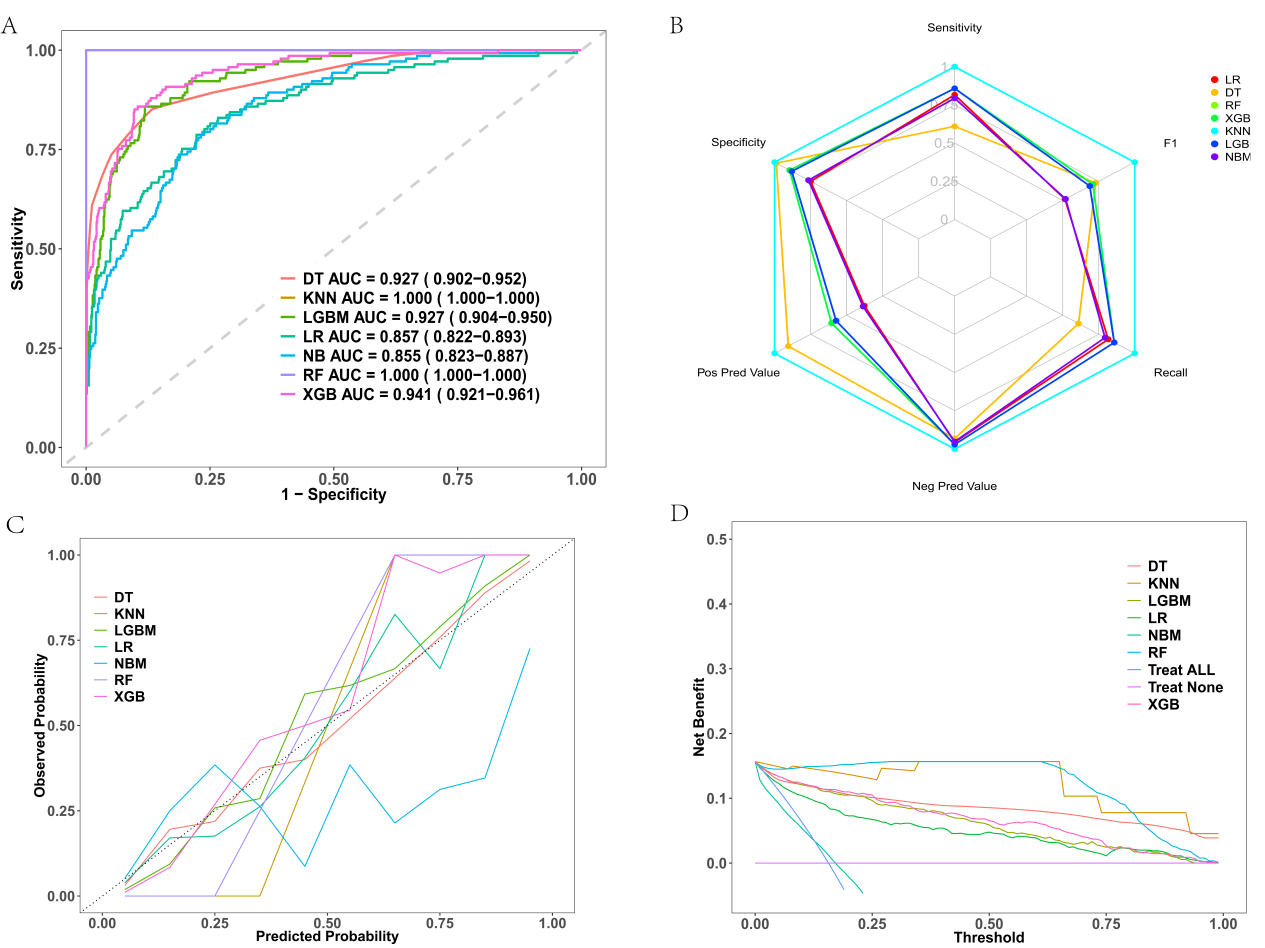 A
1.00
0.75
0.50
0.25
0.00
Sensitivity
DT AUC = 0.927 ( 0.902−0.952)
KNN AUC = 1.000 ( 1.000−1.000)
LGBM AUC = 0.927 (0.904−0.950)
LR AUC = 0.857 (0.822−0.893)
NB AUC = 0.855 (0.823−0.887)
RF AUC = 1.000 ( 1.000−1.000)
XGB AUC = 0.941 ( 0.921−0.961)
0.00 0.25 0.50 0.75 1.00
1 − Specificity
B
Sensitivity
F1
Recall
Neg Pred Value
Pos Pred Value
Specificity
1
0.5
0.25
0
LR
DT
RF
XGB
KNN
LGB
NBM
C
1.00
0.75
0.50
0.25
0.00
Observed Probability
DT
KNN
LGBM
LR
NBM
RF
XGB
0.00 0.25 0.50 0.75 1.00
Predicted Probability
D
0.5
0.4
0.3
0.2
0.1
0.0
Net Benefit
DT
KNN
LGBM
LR
NBM
RF
Treat ALL
Treat None
XGB
0.00 0.25 0.50 0.75 1.00
Threshold